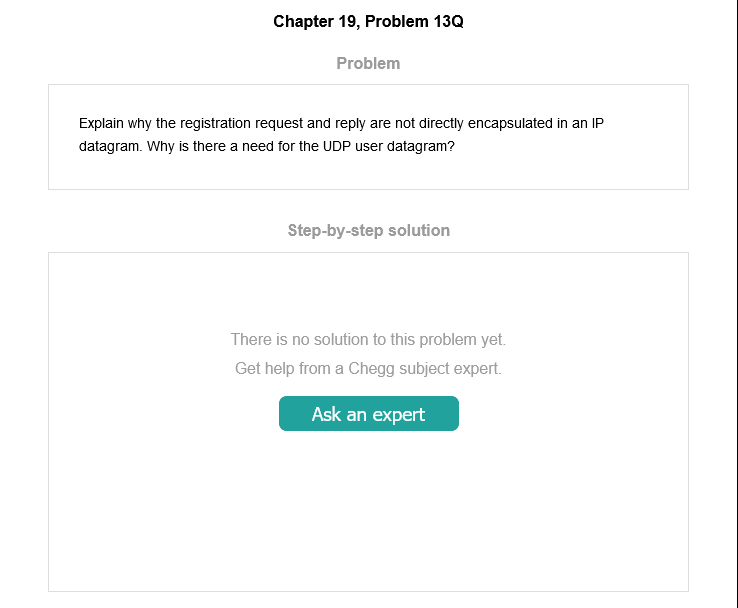 Chapter 19, Problem 13Q
Problem
Explain why the registration request and reply are not directly encapsulated in an IP
datagram. Why is there a need for the UDP user datagram?
Step-by-step solution
There is no solution to this problem yet.
Get help from a Chegg subject expert.
Ask an expert